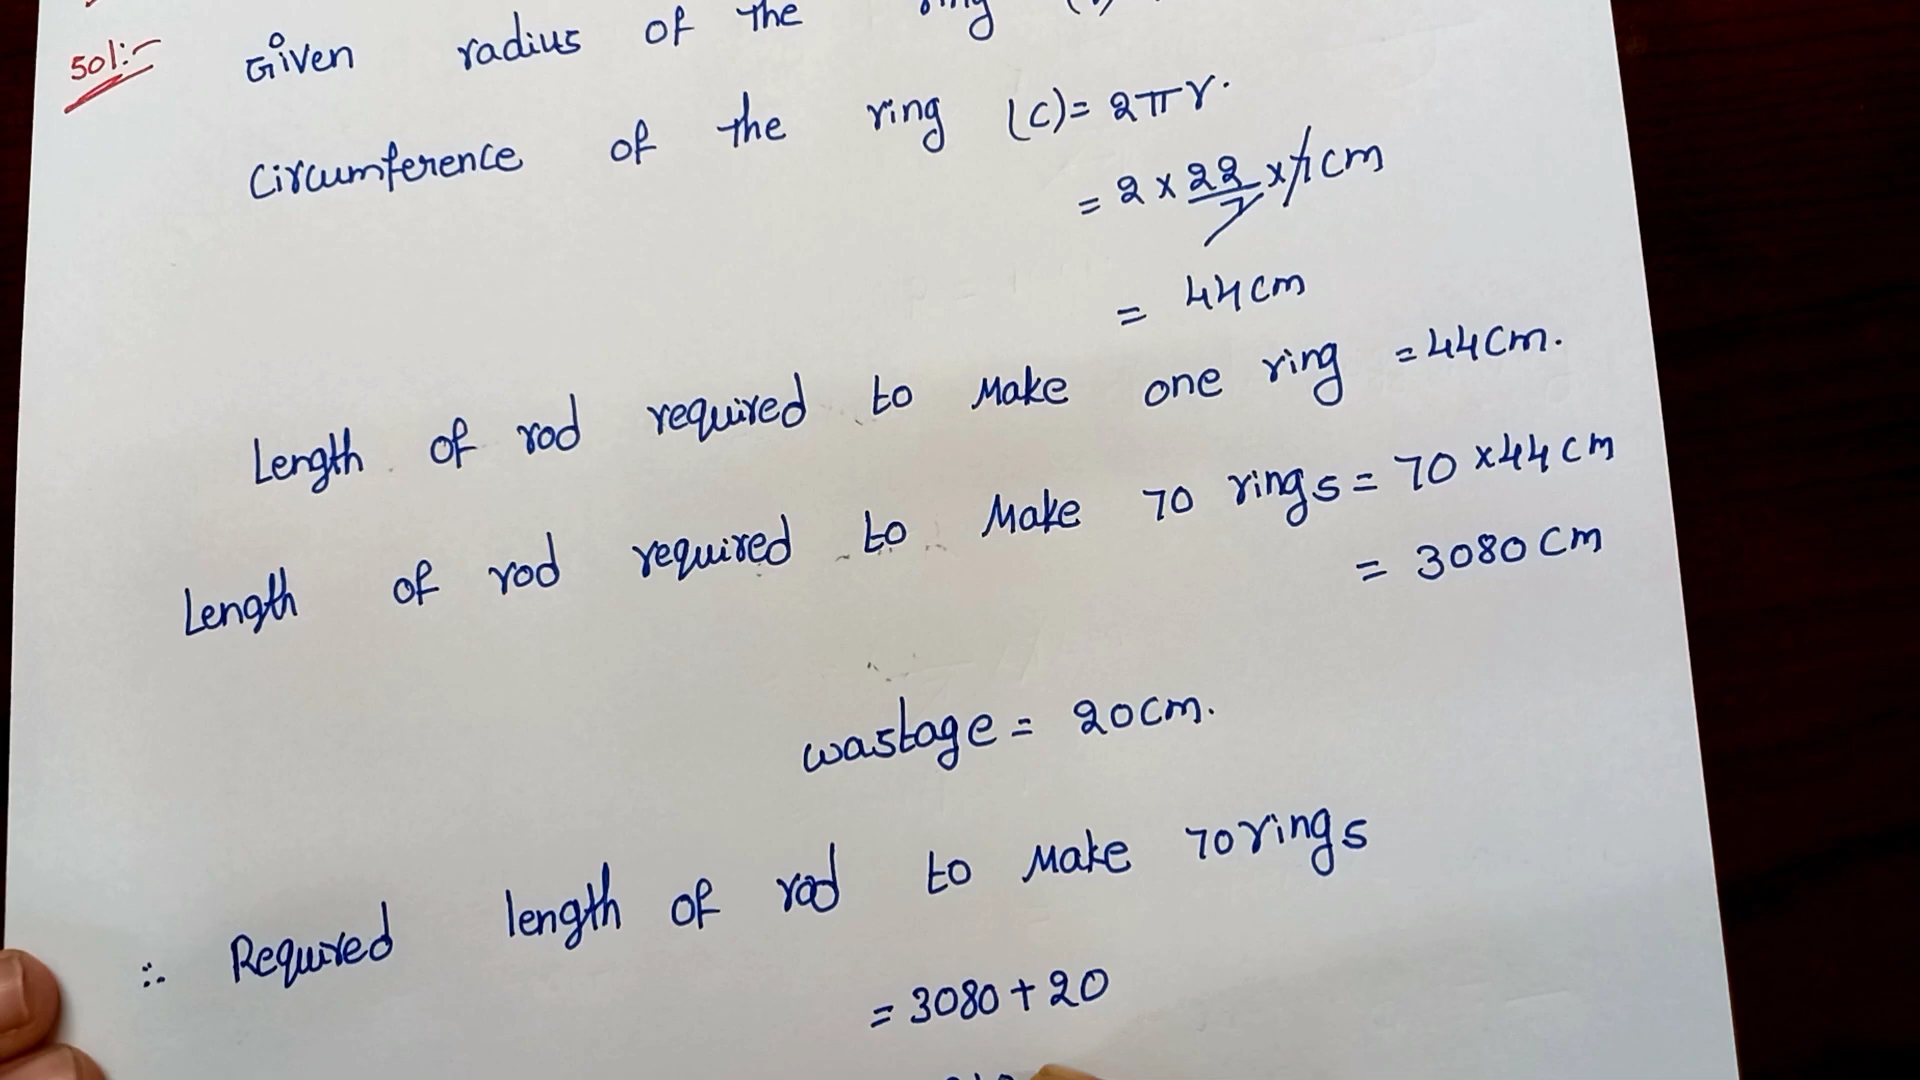 Sol:- Given radius of the ring
Circumference of the ring (C)= 2πr.
= 2 × 22/7 × 7 cm
= 44 cm
Length of rod required to Make one ring = 44 cm.
Length of rod required to Make 70 rings = 70 × 44 cm
= 3080 cm
wastage = 20 cm.
∴ Required length of rod to Make 70 rings
= 3080 + 20